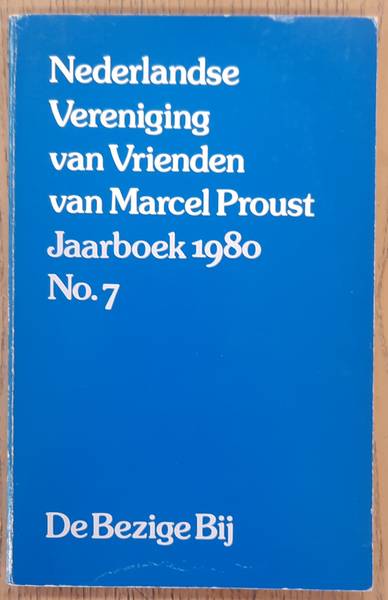 Nederlandse
Vereniging
van Vrienden
van Marcel Proust
Jaarboek 1980
No. 7
De Bezige Bij